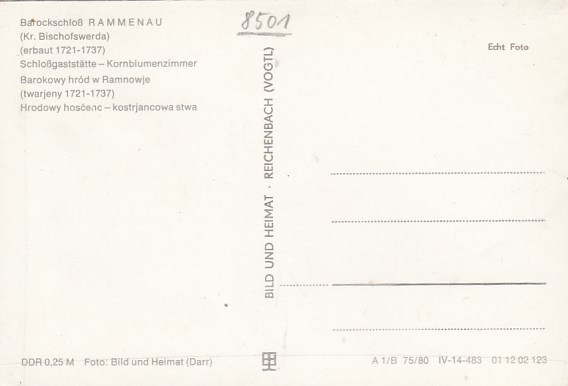 Barockschloß RAMMENAU
(Kr. Bischofswerda)
(erbaut 1721-1737)
Schloßgaststätte – Kornblumenzimmer
Barokowy hród w Ramnowje
(twarjeny 1721-1737)
Hrodowy hosćenc – kostrjancowa stwa
8501
Echt Foto
BILD UND HEIMAT · REICHENBACH (VOGTL)
DDR 0,25 M Foto: Bild und Heimat (Darr)
A 1/B 75/80 IV-14-483 01 12 02 123